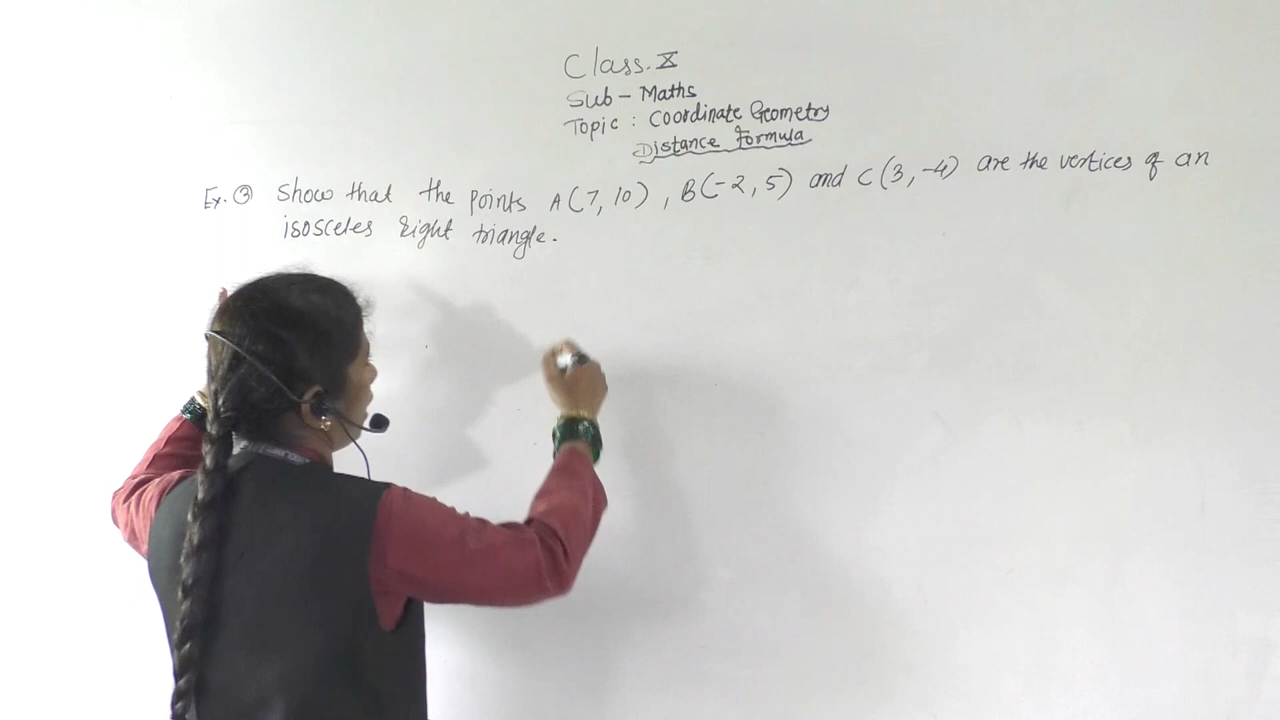 Class. X
Sub - Maths
Topic : Coordinate Geometry
Distance Formula
Ex. ③ Show that the points A(7, 10), B(-2, 5) and C(3, -4) are the vertices of an
isosceles right triangle.